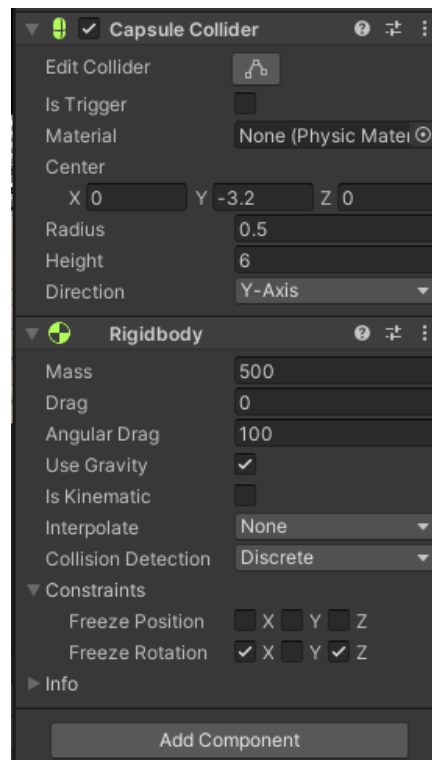 Capsule Collider
Edit Collider
Is Trigger
Material None (Physic Mater
Center
X 0 Y -3.2 Z 0
Radius 0.5
Height 6
Direction Y-Axis
Rigidbody
Mass 500
Drag 0
Angular Drag 100
Use Gravity
Is Kinematic
Interpolate None
Collision Detection Discrete
Constraints
Freeze Position X Y Z
Freeze Rotation X Y Z
Info
Add Component